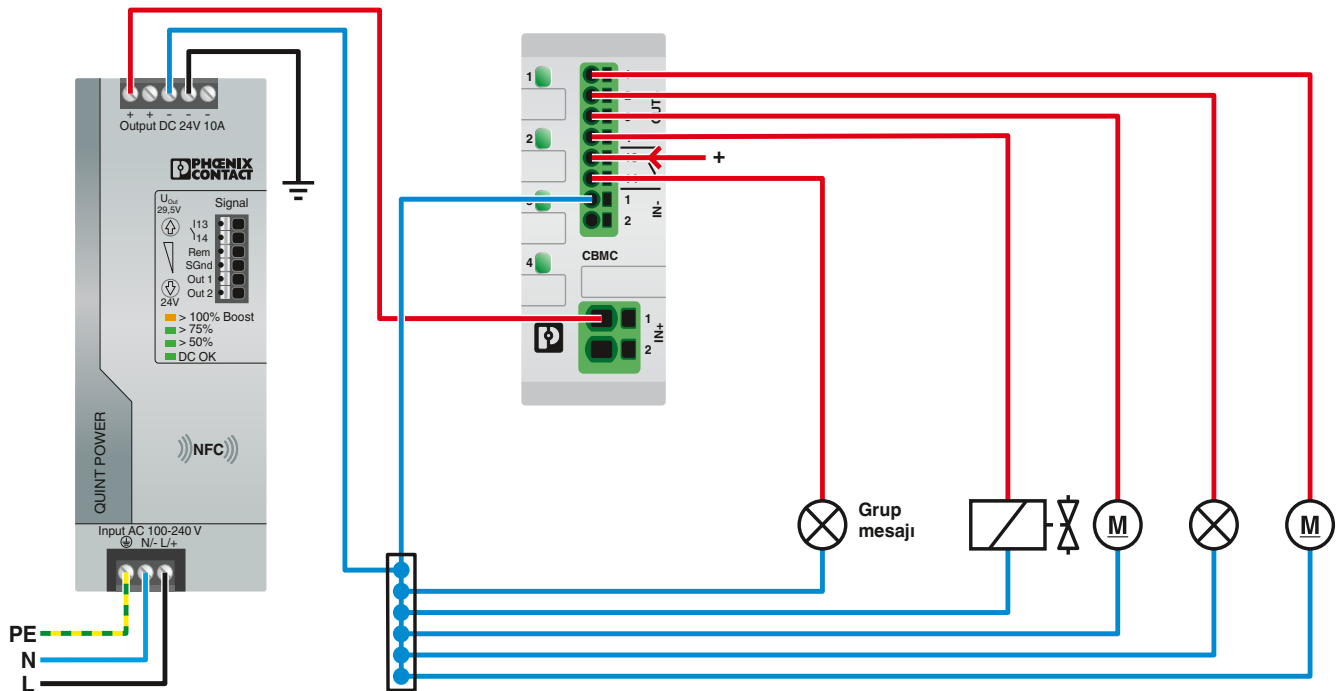 + + - - -
Output DC 24V 10A
PHŒNIX
CONTACT
UOut
29,5V
Signal
13
14
Rem
SGnd
Out 1
Out 2
24V
> 100% Boost
> 75%
> 50%
DC OK
QUINT POWER
NFC
Input AC 100-240 V
N/- L/+
PE
N
L
1
2
4
OUT
+
1
2
IN-
CBMC
1
2
IN+
Grup
mesajı
M
M